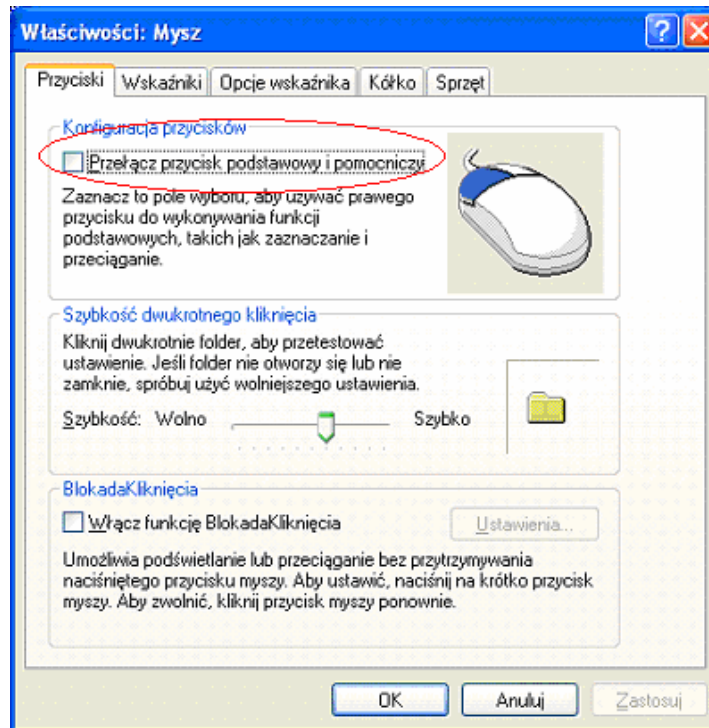 Właściwości: Mysz
Przyciski Wskaźniki Opcje wskaźnika Kółko Sprzęt
Konfiguracja przycisków
Przełącz przycisk podstawowy i pomocniczy
Zaznacz to pole wyboru, aby używać prawego
przycisku do wykonywania funkcji
podstawowych, takich jak zaznaczanie i
przeciąganie.
Szybkość dwukrotnego kliknięcia
Kliknij dwukrotnie folder, aby przetestować
ustawienie. Jeśli folder nie otworzy się lub nie
zamknie, spróbuj użyć wolniejszego ustawienia.
Szybkość: Wolno Szybko
BlokadaKliknięcia
Włącz funkcję BlokadaKliknięcia Ustawienia...
Umożliwia podświetlanie lub przeciąganie bez przytrzymywania
naciśniętego przycisku myszy. Aby ustawić, naciśnij na krótko przycisk
myszy. Aby zwolnić, kliknij przycisk myszy ponownie.
OK Anuluj Zastosuj